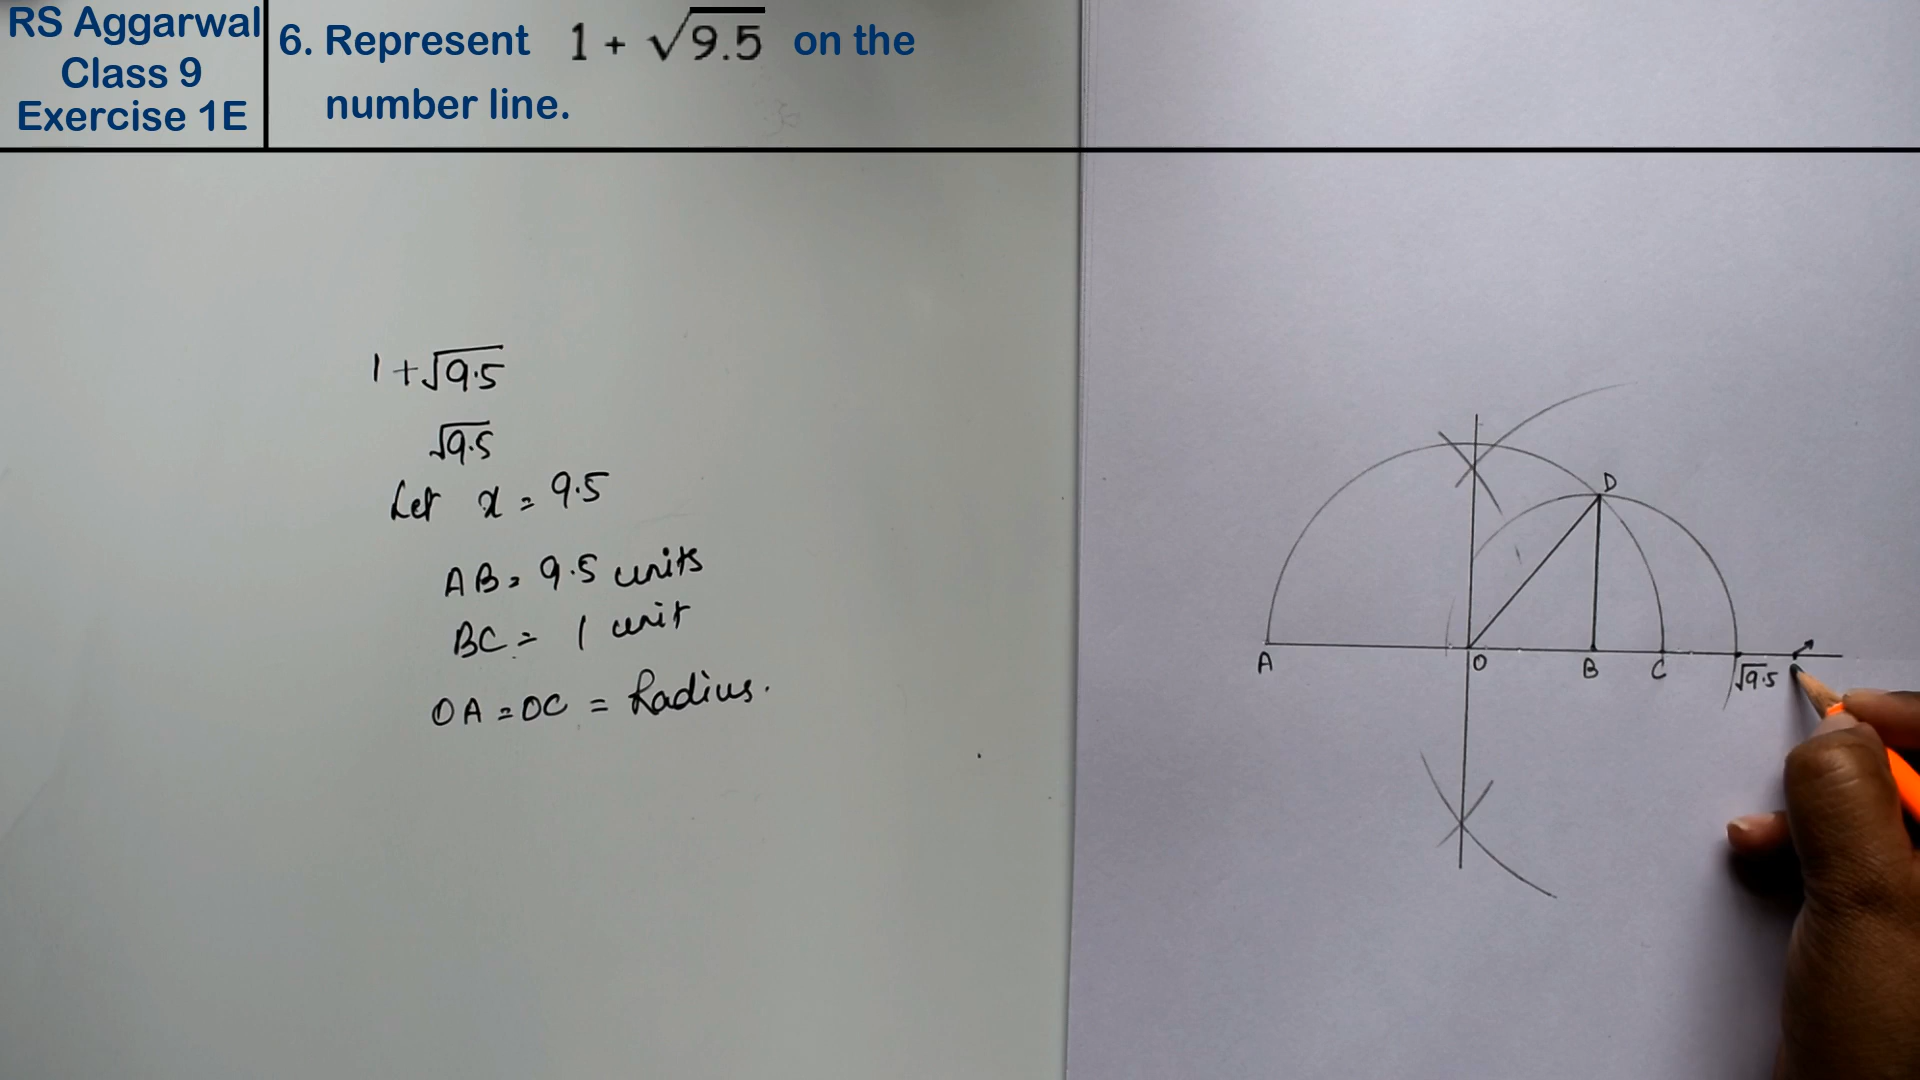 RS Aggarwal
Class 9
Exercise 1E
6. Represent 1 + √9.5 on the
number line.
1 + √9.5
√9.5
Let x = 9.5
AB = 9.5 units
BC = 1 unit
OA = OC = Radius.
D
A
O
B
C
√9.5